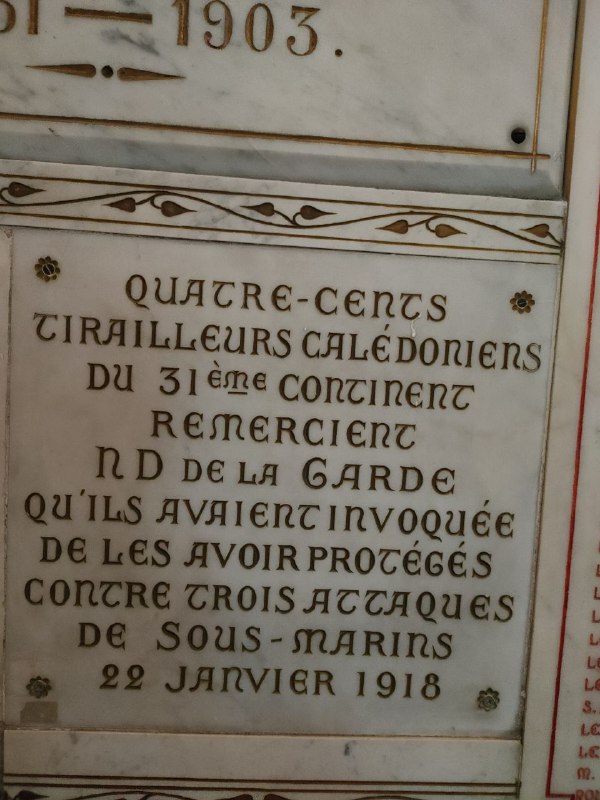 1903.
QUATRE-CENTS
TIRAILLEURS CALÉDONIENS
DU 31ème CONTINENT
REMERCIENT
N D DE LA GARDE
QU'ILS AVAIENT INVOQUÉE
DE LES AVOIR PROTÉGÉS
CONTRE TROIS ATTAQUES
DE SOUS-MARINS
22 JANVIER 1918